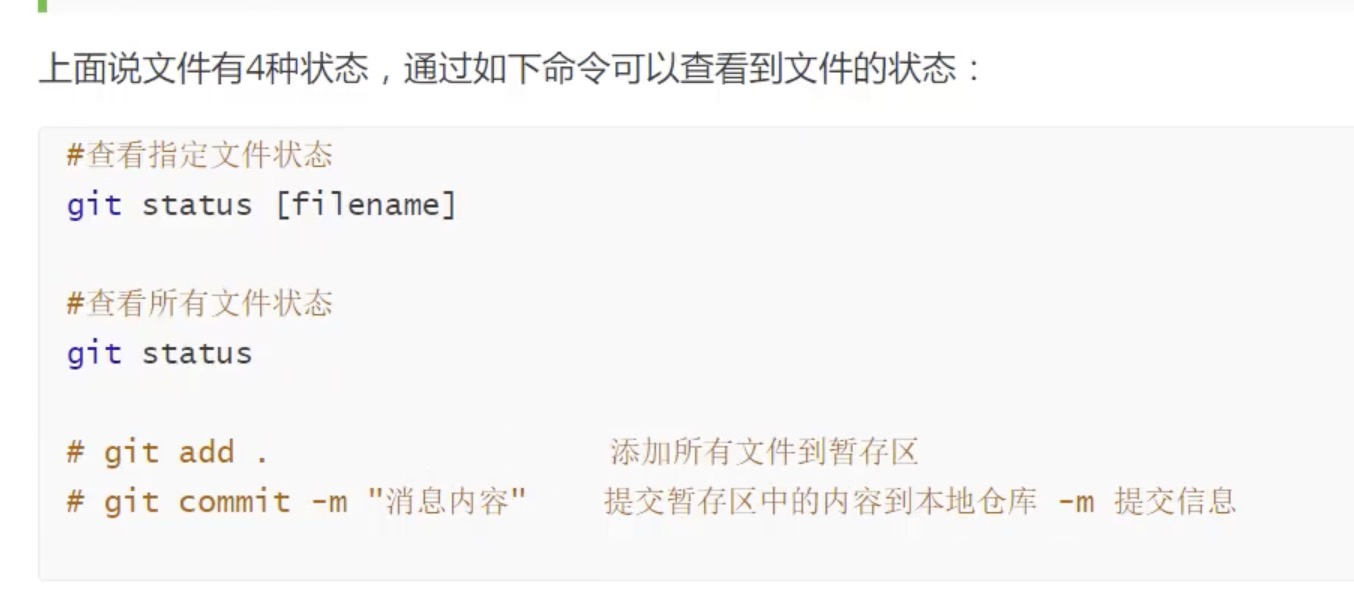 上面说文件有4种状态，通过如下命令可以查看到文件的状态：
#查看指定文件状态
git status [filename]
#查看所有文件状态
git status
# git add . 添加所有文件到暂存区
# git commit -m "消息内容" 提交暂存区中的内容到本地仓库 -m 提交信息